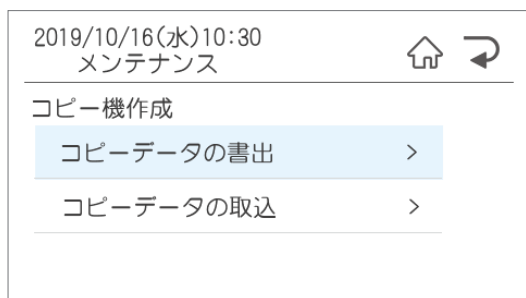 2019/10/16(水)10:30
メンテナンス
コピー機作成
コピーデータの書出
コピーデータの取込